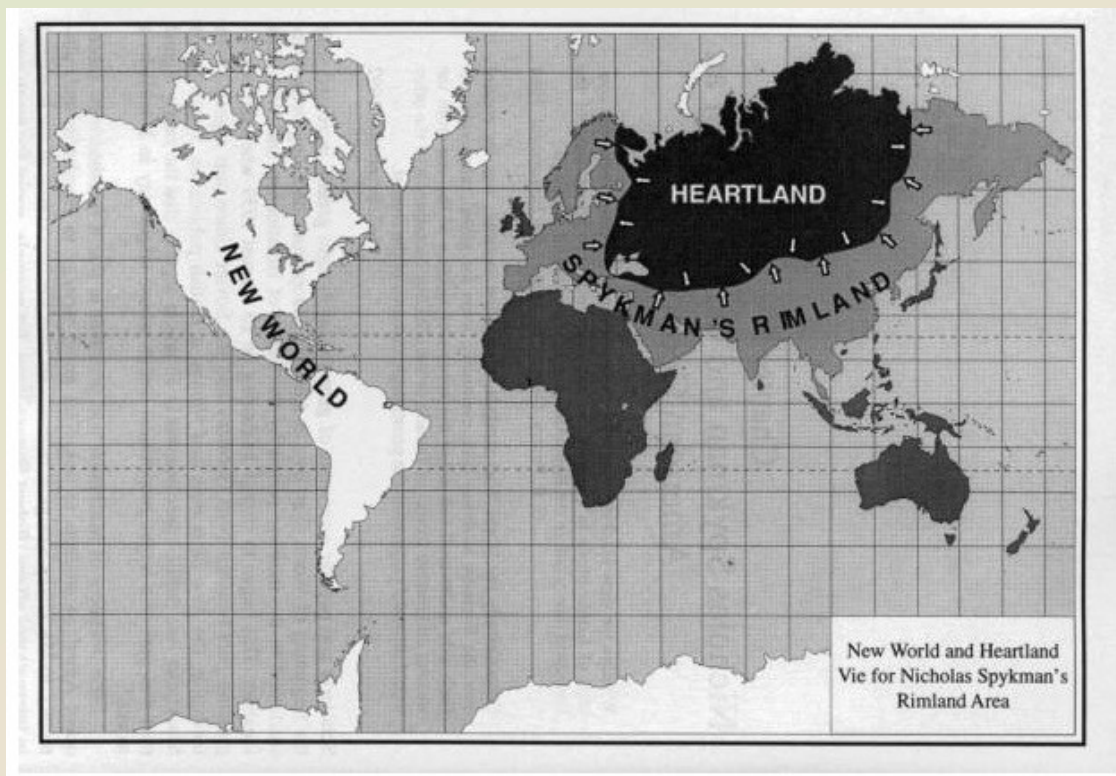 HEARTLAND
NEW WORLD
SPYKMAN'S RIMLAND
New World and Heartland
Vie for Nicholas Spykman's
Rimland Area